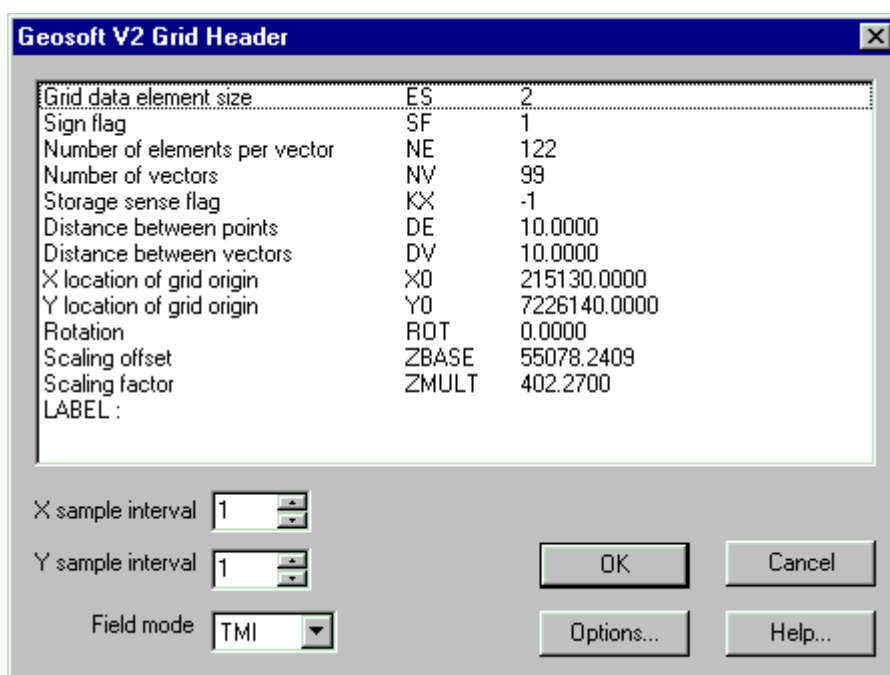 Geosoft V2 Grid Header
Grid data element size ES 2
Sign flag SF 1
Number of elements per vector NE 122
Number of vectors NV 99
Storage sense flag KX -1
Distance between points DE 10.0000
Distance between vectors DV 10.0000
X location of grid origin X0 215130.0000
Y location of grid origin Y0 7226140.0000
Rotation ROT 0.0000
Scaling offset ZBASE 55078.2409
Scaling factor ZMULT 402.2700
LABEL :
X sample interval 1
Y sample interval 1
OK Cancel
Field mode TMI
Options... Help...